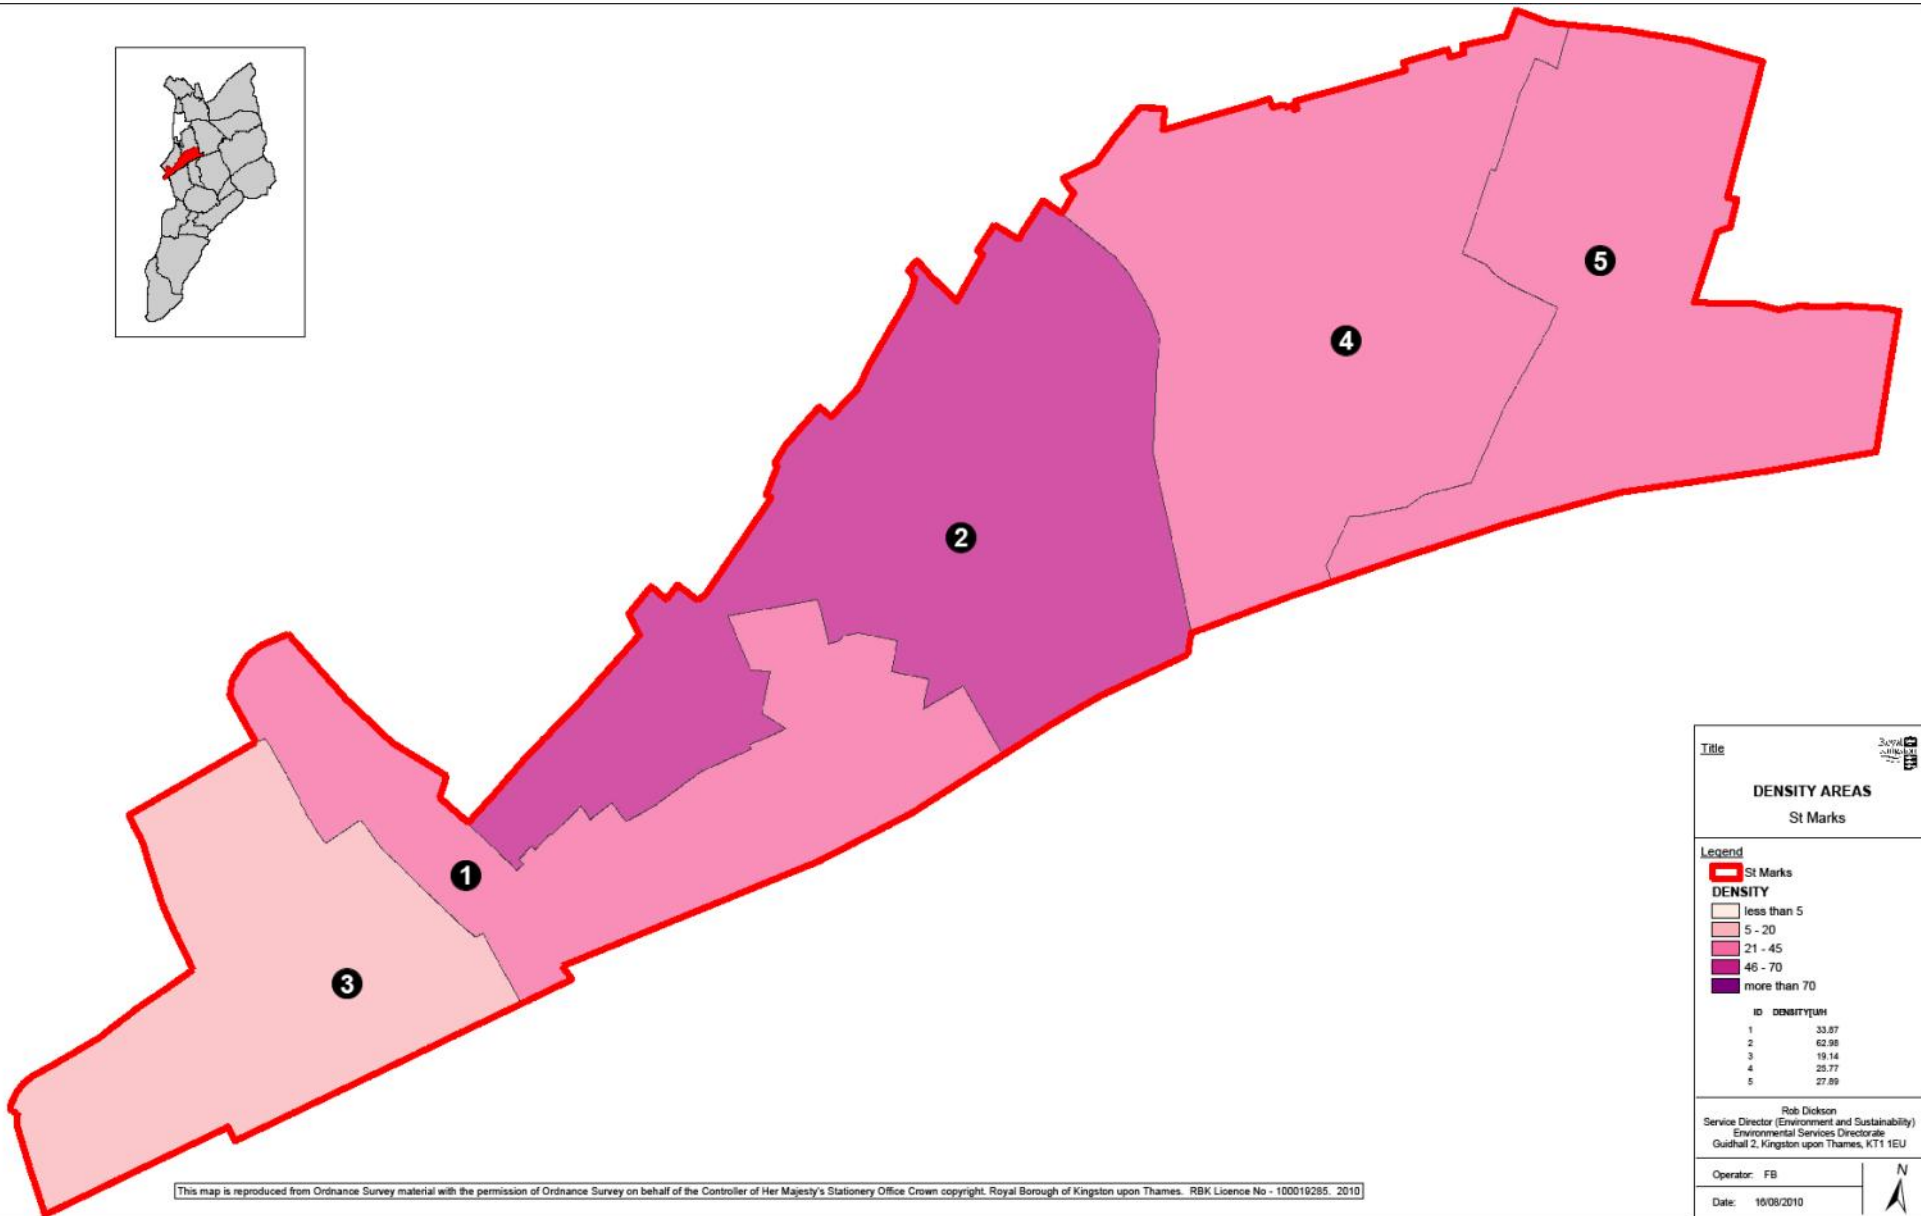 5
4
2
1
3
Title
Royal
DENSITY AREAS
St Marks
Legend
St Marks
DENSITY
less than 5
5 - 20
21 - 45
46 - 70
more than 70
ID DENSITY[U/H
1 33.87
2 62.98
3 19.14
4 25.77
5 27.89
Rob Dickson
Service Director (Environment and Sustainability)
Environmental Services Directorate
Guidhall 2, Kingston upon Thames, KT1 1EU
Operator: FB
Date: 16/08/2010
N
This map is reproduced from Ordnance Survey material with the permission of Ordnance Survey on behalf of the Controller of Her Majesty's Stationery Office Crown copyright. Royal Borough of Kingston upon Thames. RBK Licence No - 100019285. 2010